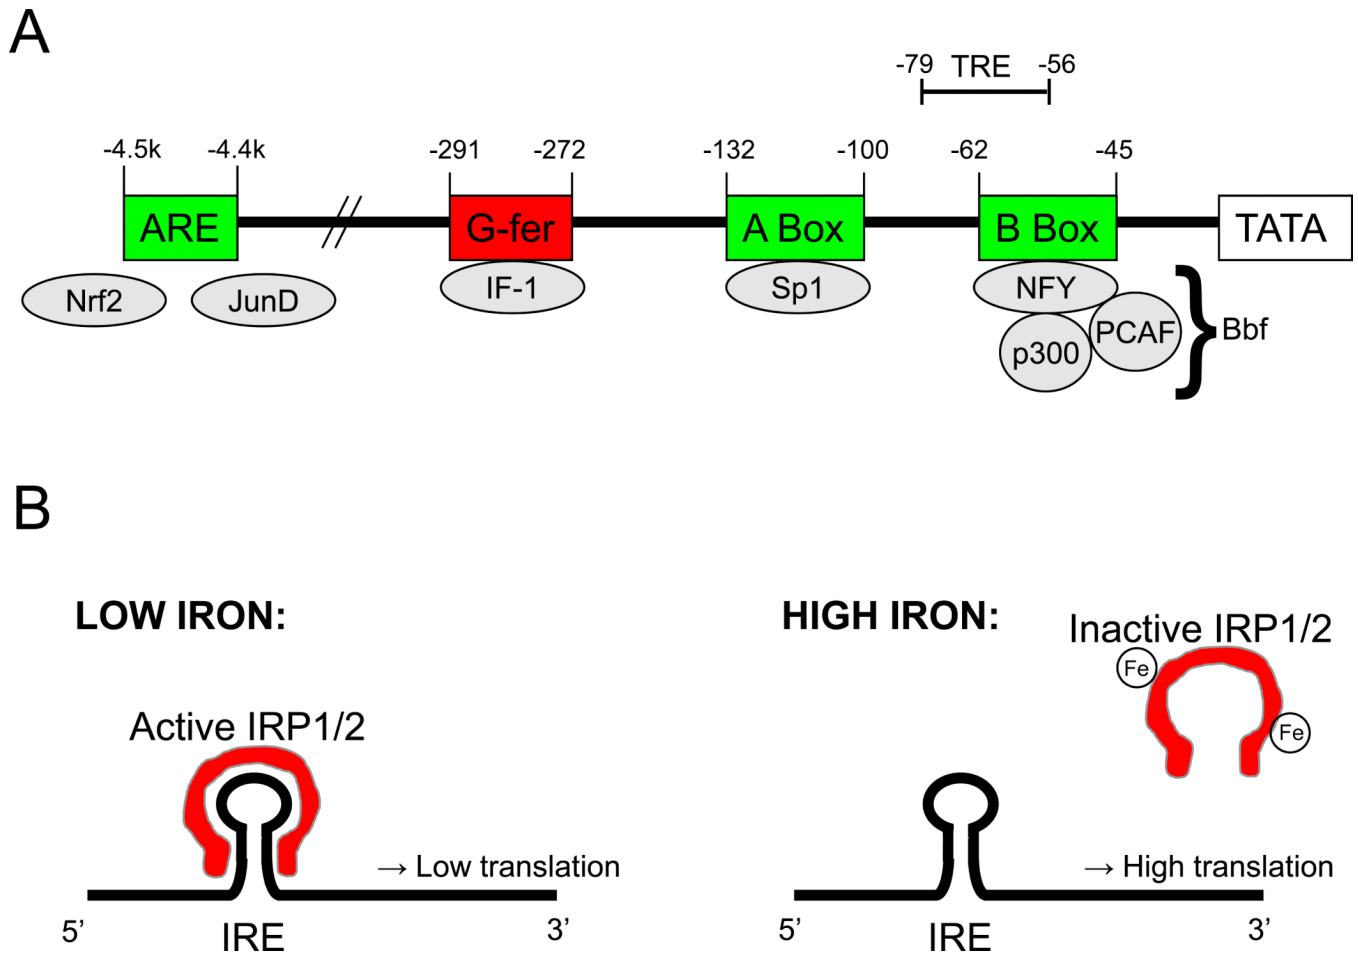 A
-79 TRE -56
-4.5k -4.4k -291 -272 -132 -100 -62 -45
ARE G-fer A Box B Box TATA
Nrf2 JunD IF-1 Sp1 NFY
p300 PCAF } Bbf
B
LOW IRON: HIGH IRON:
Inactive IRP1/2
Fe
Active IRP1/2
Fe
→ Low translation → High translation
5’ IRE 3’ 5’ IRE 3’